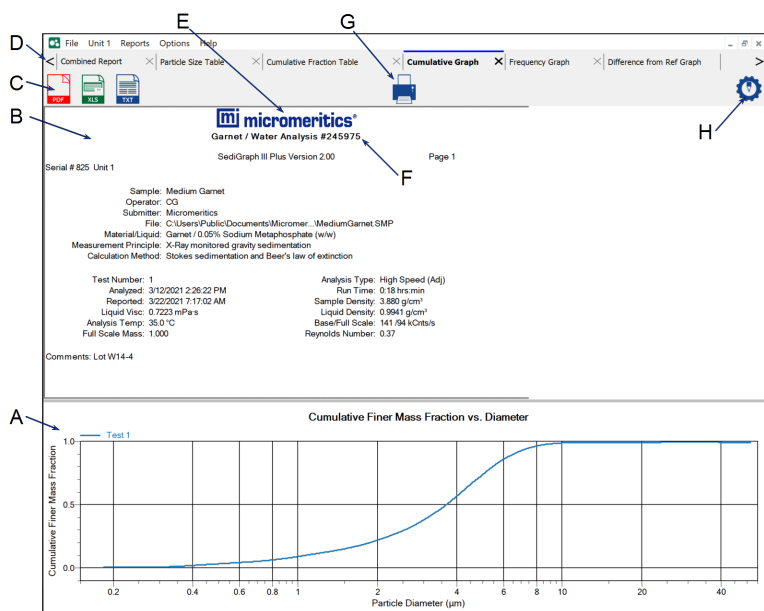 E
G
File Unit 1 Reports Options Help
D
< Combined Report × Particle Size Table × Cumulative Fraction Table × Cumulative Graph × Frequency Graph × Difference from Ref Graph >
C
PDF XLS TXT
B
H
mi micromeritics®
Garnet / Water Analysis #245975
F
SediGraph III Plus Version 2.00 Page 1
Serial # 825 Unit 1
Sample: Medium Garnet
Operator: CG
Submitter: Micromeritics
File: C:\Users\Public\Documents\Micromer...\MediumGarnet.SMP
Material/Liquid: Garnet / 0.05% Sodium Metaphosphate (w/w)
Measurement Principle: X-Ray monitored gravity sedimentation
Calculation Method: Stokes sedimentation and Beer's law of extinction
Test Number: 1 Analysis Type: High Speed (Adj)
Analyzed: 3/12/2021 2:26:22 PM Run Time: 0:18 hrs:min
Reported: 3/22/2021 7:17:02 AM Sample Density: 3.880 g/cm³
Liquid Visc: 0.7223 mPa·s Liquid Density: 0.9941 g/cm³
Analysis Temp: 35.0 °C Base/Full Scale: 141 /94 kCnts/s
Full Scale Mass: 1.000 Reynolds Number: 0.37
Comments: Lot W14-4
A
Cumulative Finer Mass Fraction vs. Diameter
Test 1
Cumulative Finer Mass Fraction
1.0
0.5
0.0
0.2 0.4 0.6 0.8 1 2 4 6 8 10 20 40
Particle Diameter (µm)